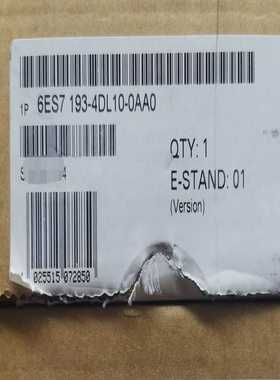 1P 6ES7 193-4DL10-0AA0
QTY: 1
E-STAND: 01
(Version)
025515 072850